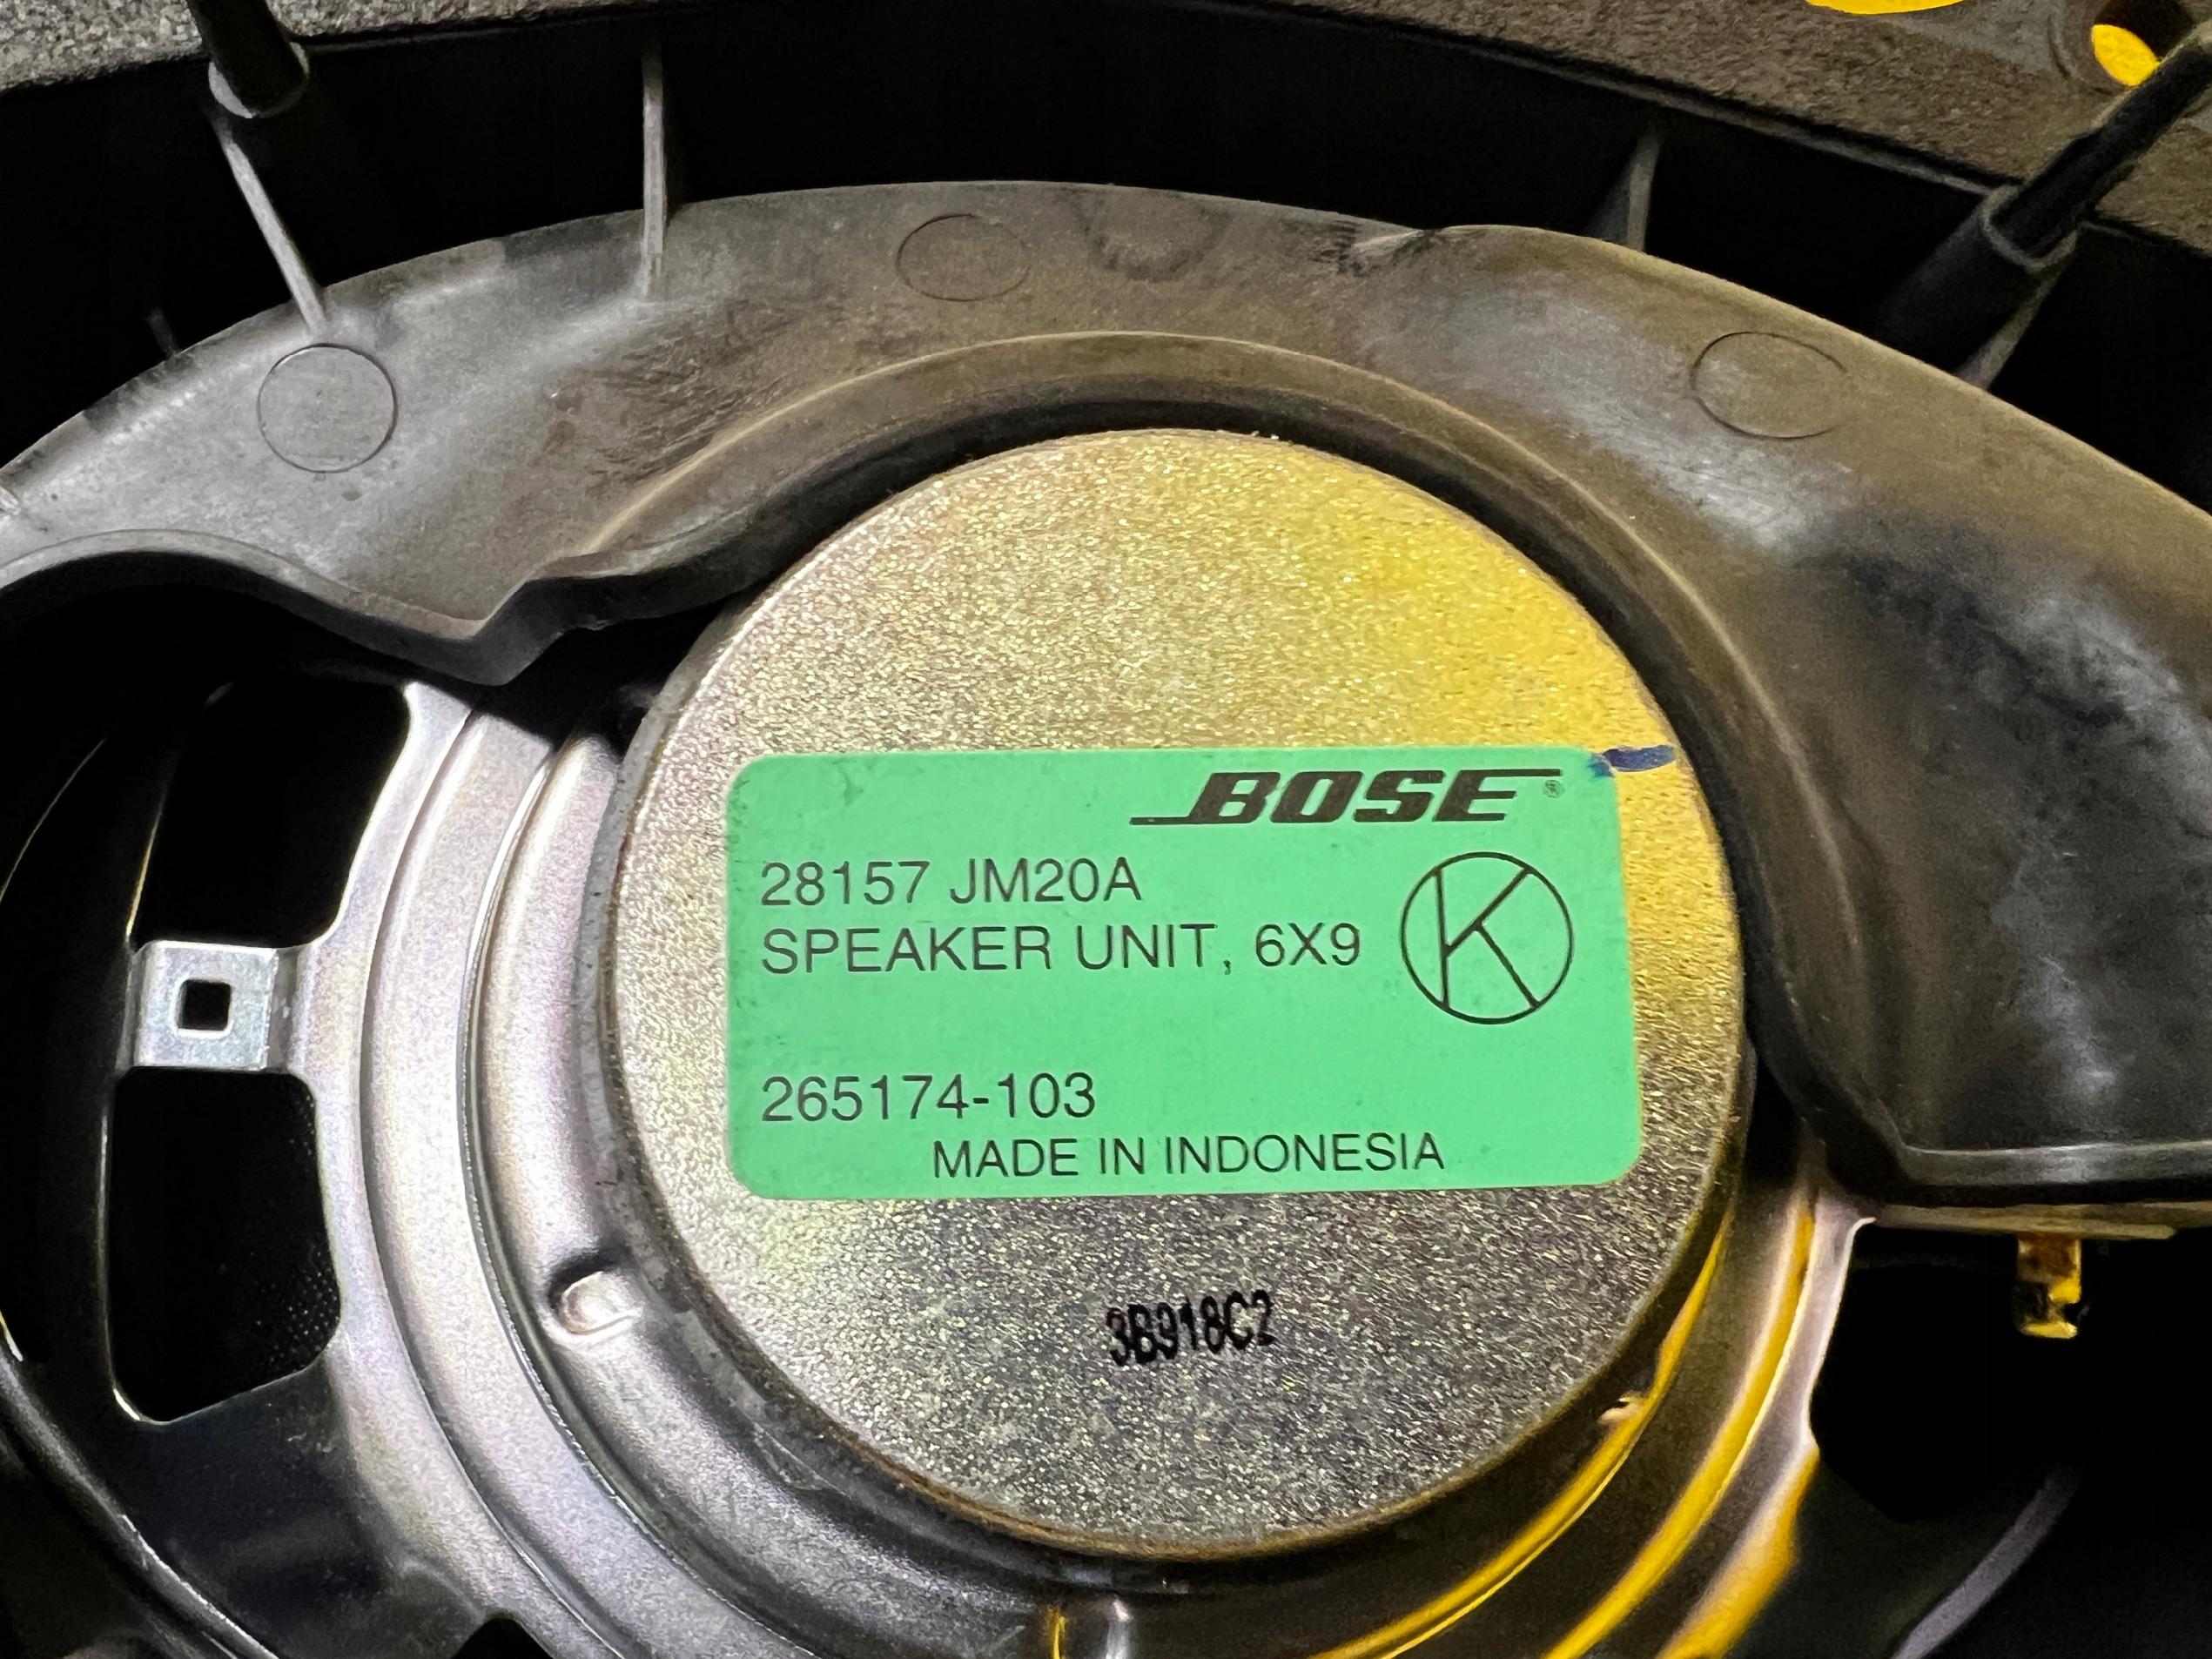 BOSE®
28157 JM20A
SPEAKER UNIT, 6X9
K
265174-103
MADE IN INDONESIA
3B918C2